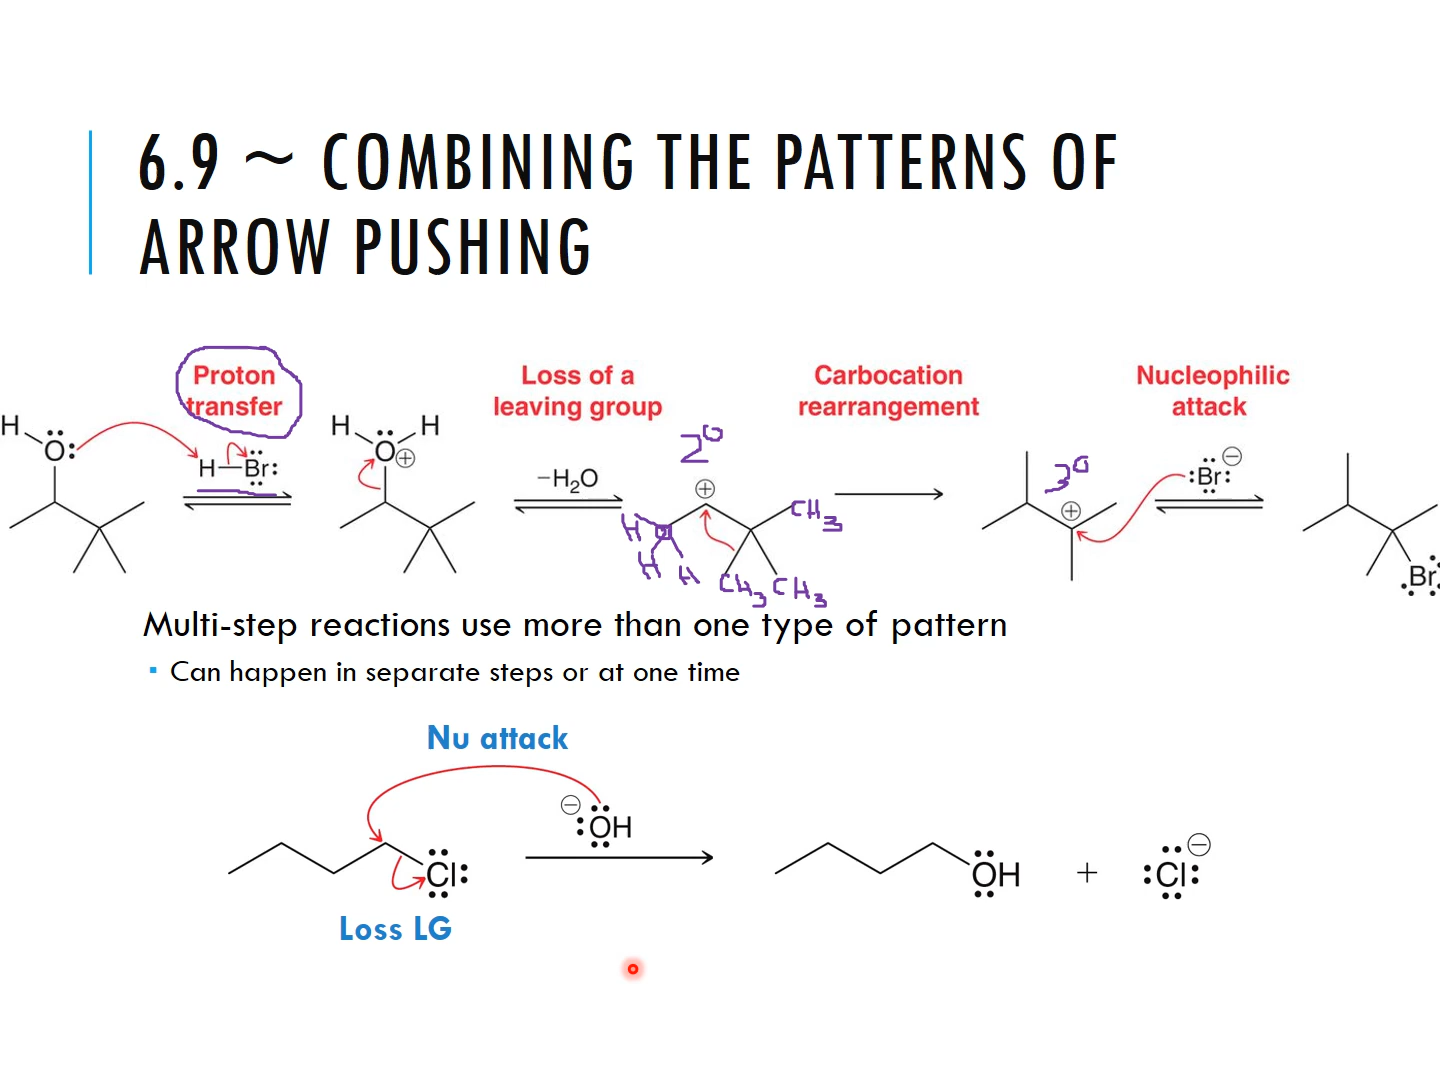 6.9 ~ COMBINING THE PATTERNS OF
ARROW PUSHING
Proton
transfer
Loss of a
leaving group
Carbocation
rearrangement
Nucleophilic
attack
H
O
H—Br
H
H
O
⊕
−H₂O
2°
⊕
CH₃
H
H
H
CH₃
CH₃
3°
⊕
Br
⊖
Br
Multi-step reactions use more than one type of pattern
▪ Can happen in separate steps or at one time
Nu attack
⊖
OH
Cl
Loss LG
OH
+
Cl
⊖